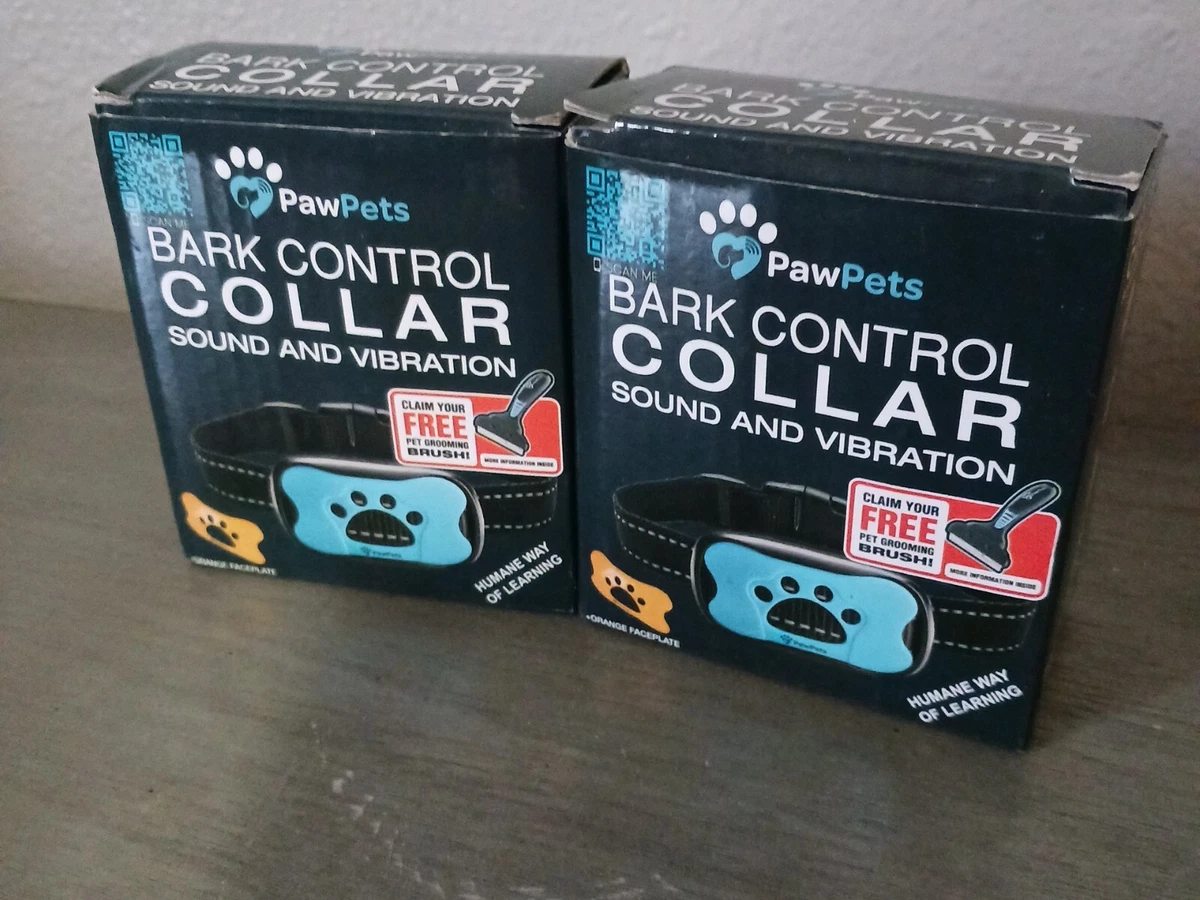 BARK CONTROL
COLLAR
SOUND AND VIBRATION
PawPets
BARK CONTROL
COLLAR
SOUND AND VIBRATION
CLAIM YOUR
FREE
PET GROOMING
BRUSH!
MORE INFORMATION INSIDE
PawPets
ORANGE FACEPLATE
HUMANE WAY
OF LEARNING
BARK CONTROL
COLLAR
SOUND AND VIBRATION
SCAN ME
PawPets
BARK CONTROL
COLLAR
SOUND AND VIBRATION
CLAIM YOUR
FREE
PET GROOMING
BRUSH!
MORE INFORMATION INSIDE
PawPets
+ORANGE FACEPLATE
HUMANE WAY
OF LEARNING